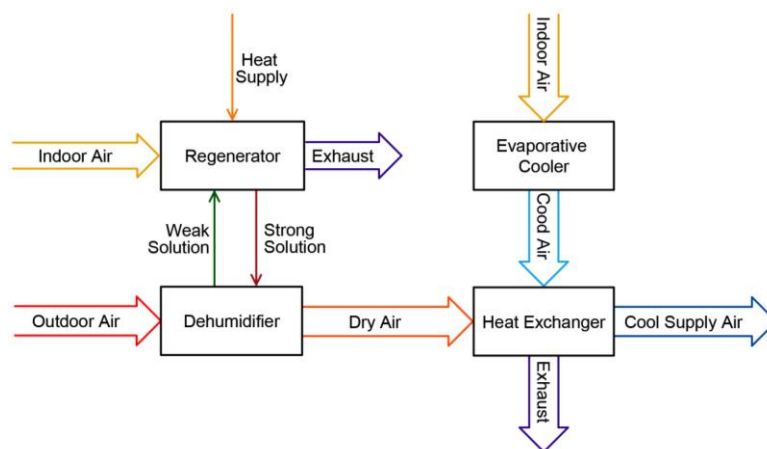 Heat
Supply
Indoor Air
Indoor Air
Regenerator
Exhaust
Evaporative
Cooler
Weak
Solution
Strong
Solution
Cood Air
Outdoor Air
Dehumidifier
Dry Air
Heat Exchanger
Cool Supply Air
Exhaust